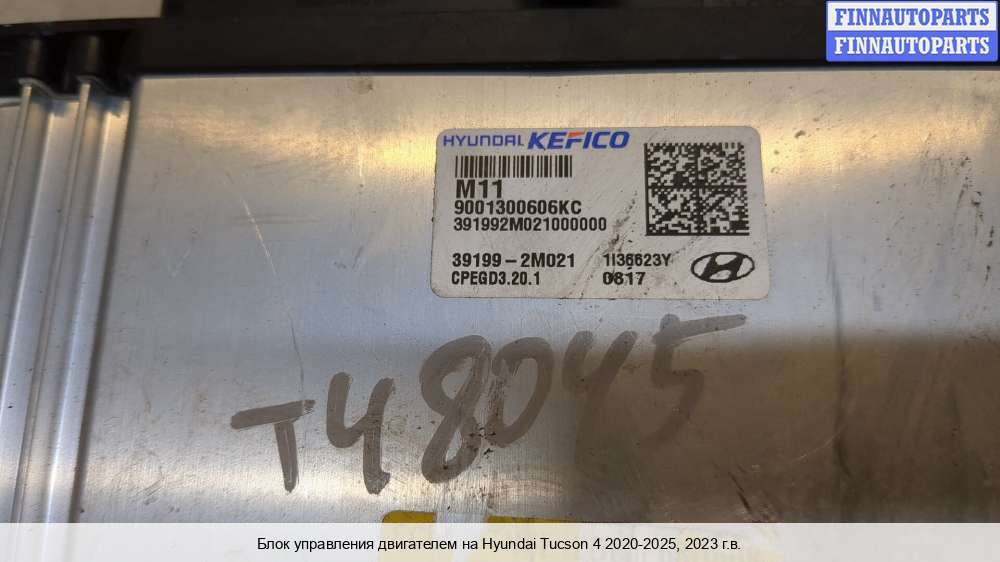 FINNAUTOPARTS
FINNAUTOPARTS
HYUNDAI KEFICO
M11
9001300606KC
391992M021000000
39199-2M021
1I36623Y
CPEGD3.20.1
0817
T48045
Блок управления двигателем на Hyundai Tucson 4 2020-2025, 2023 г.в.